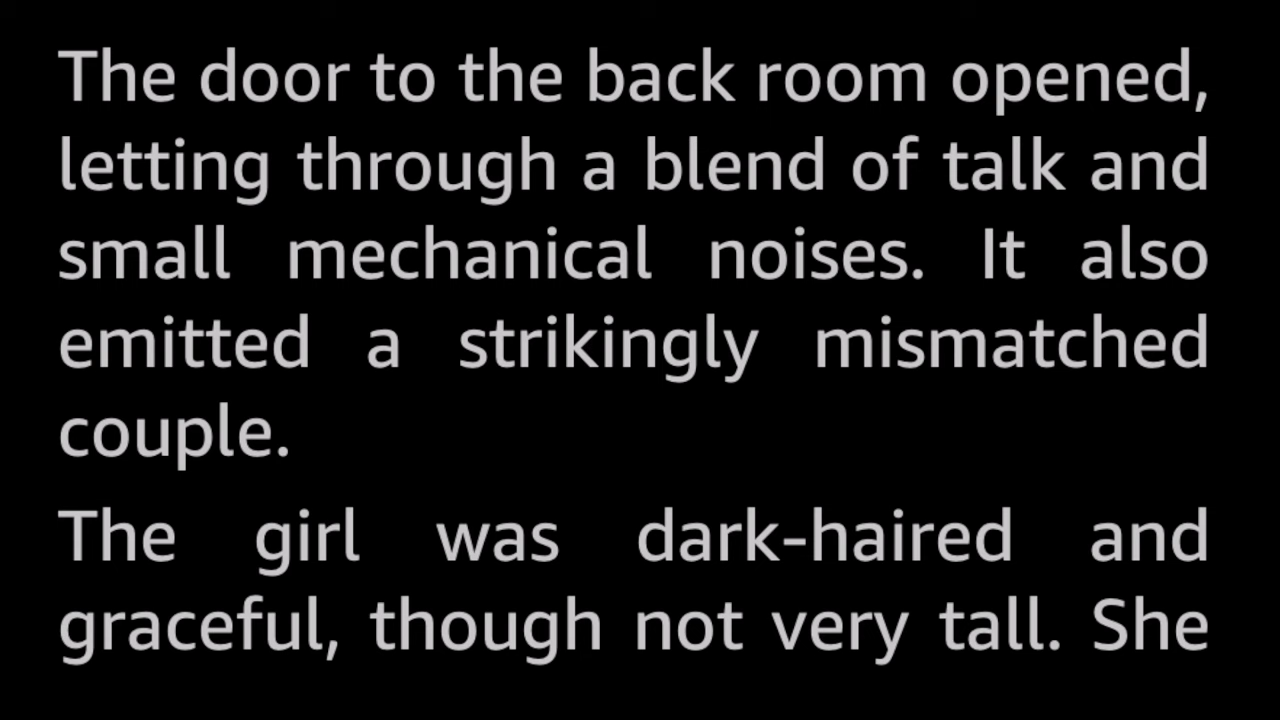 The door to the back room opened,
letting through a blend of talk and
small mechanical noises. It also
emitted a strikingly mismatched
couple.
The girl was dark-haired and
graceful, though not very tall. She